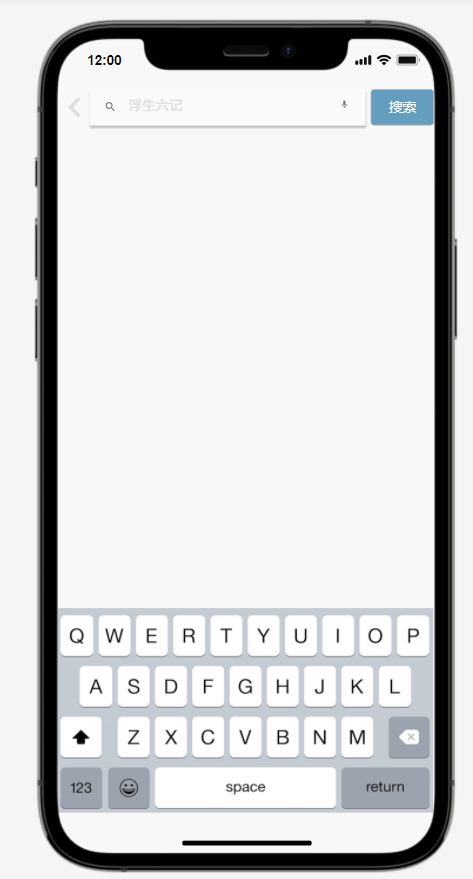 12:00
浮生六记
搜索
Q W E R T Y U I O P
A S D F G H J K L
Z X C V B N M
123 space return